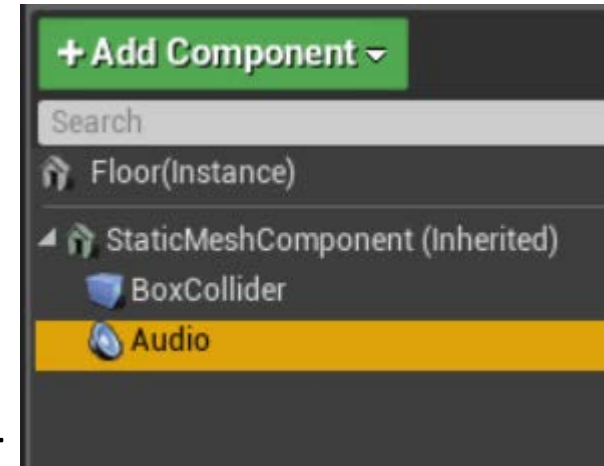 + Add Component
Search
Floor(Instance)
StaticMeshComponent (Inherited)
BoxCollider
Audio